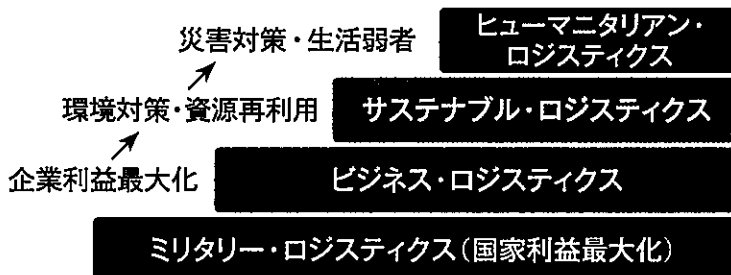 災害対策・生活弱者
ヒューマニタリアン・
ロジスティクス
環境対策・資源再利用
サステナブル・ロジスティクス
企業利益最大化
ビジネス・ロジスティクス
ミリタリー・ロジスティクス(国家利益最大化)